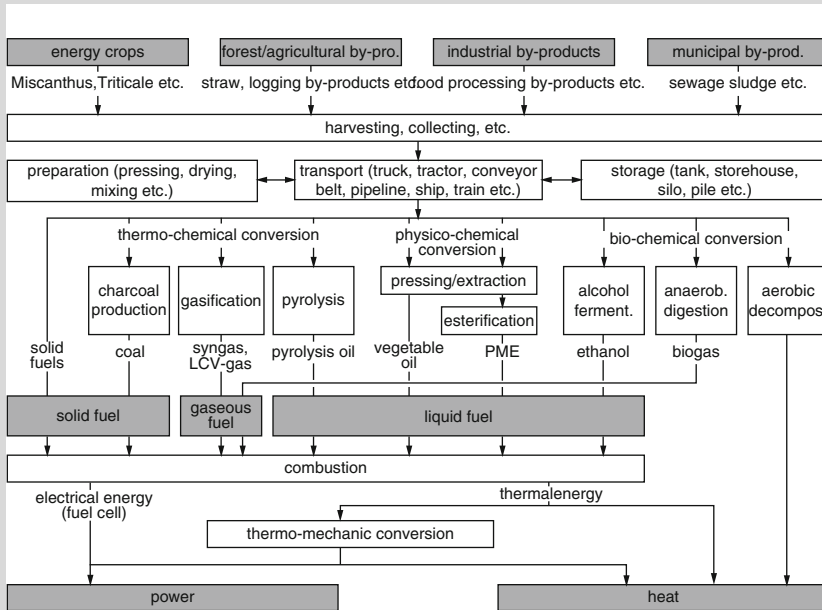 energy crops
forest/agricultural by-pro.
industrial by-products
municipal by-prod.
Miscanthus,Triticale etc.
straw, logging by-products etc.
food processing by-products etc.
sewage sludge etc.
harvesting, collecting, etc.
preparation (pressing, drying,
mixing etc.)
transport (truck, tractor, conveyor
belt, pipeline, ship, train etc.)
storage (tank, storehouse,
silo, pile etc.)
thermo-chemical conversion
physico-chemical
conversion
bio-chemical conversion
charcoal
production
gasification
pyrolysis
pressing/extraction
esterification
alcohol
ferment.
anaerob.
digestion
aerobic
decompos
solid
fuels
coal
syngas,
LCV-gas
pyrolysis oil
vegetable
oil
PME
ethanol
biogas
solid fuel
gaseous
fuel
liquid fuel
combustion
electrical energy
(fuel cell)
thermalenergy
thermo-mechanic conversion
power
heat